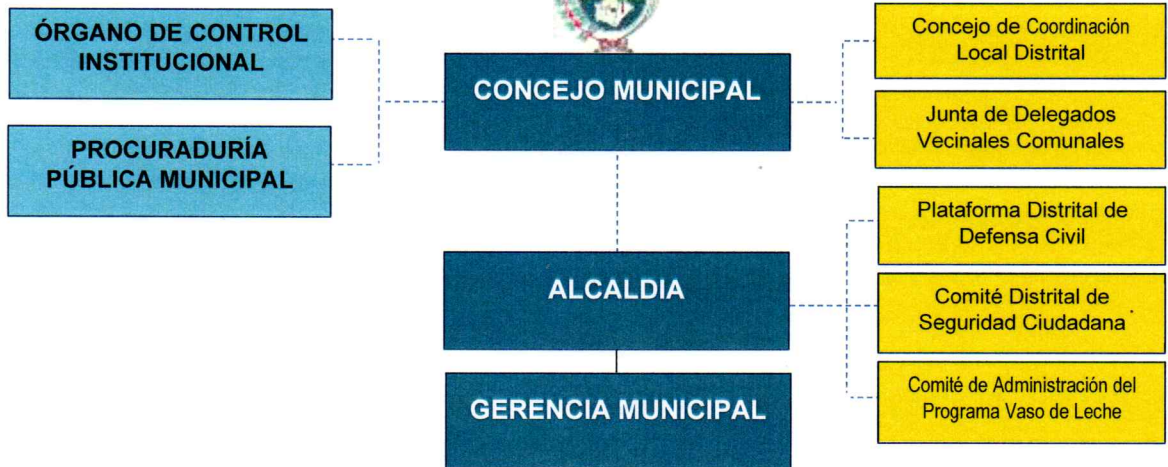 ÓRGANO DE CONTROL
INSTITUCIONAL
PROCURADURÍA
PÚBLICA MUNICIPAL
CONCEJO MUNICIPAL
Concejo de Coordinación
Local Distrital
Junta de Delegados
Vecinales Comunales
ALCALDIA
Plataforma Distrital de
Defensa Civil
Comité Distrital de
Seguridad Ciudadana
Comité de Administración del
Programa Vaso de Leche
GERENCIA MUNICIPAL